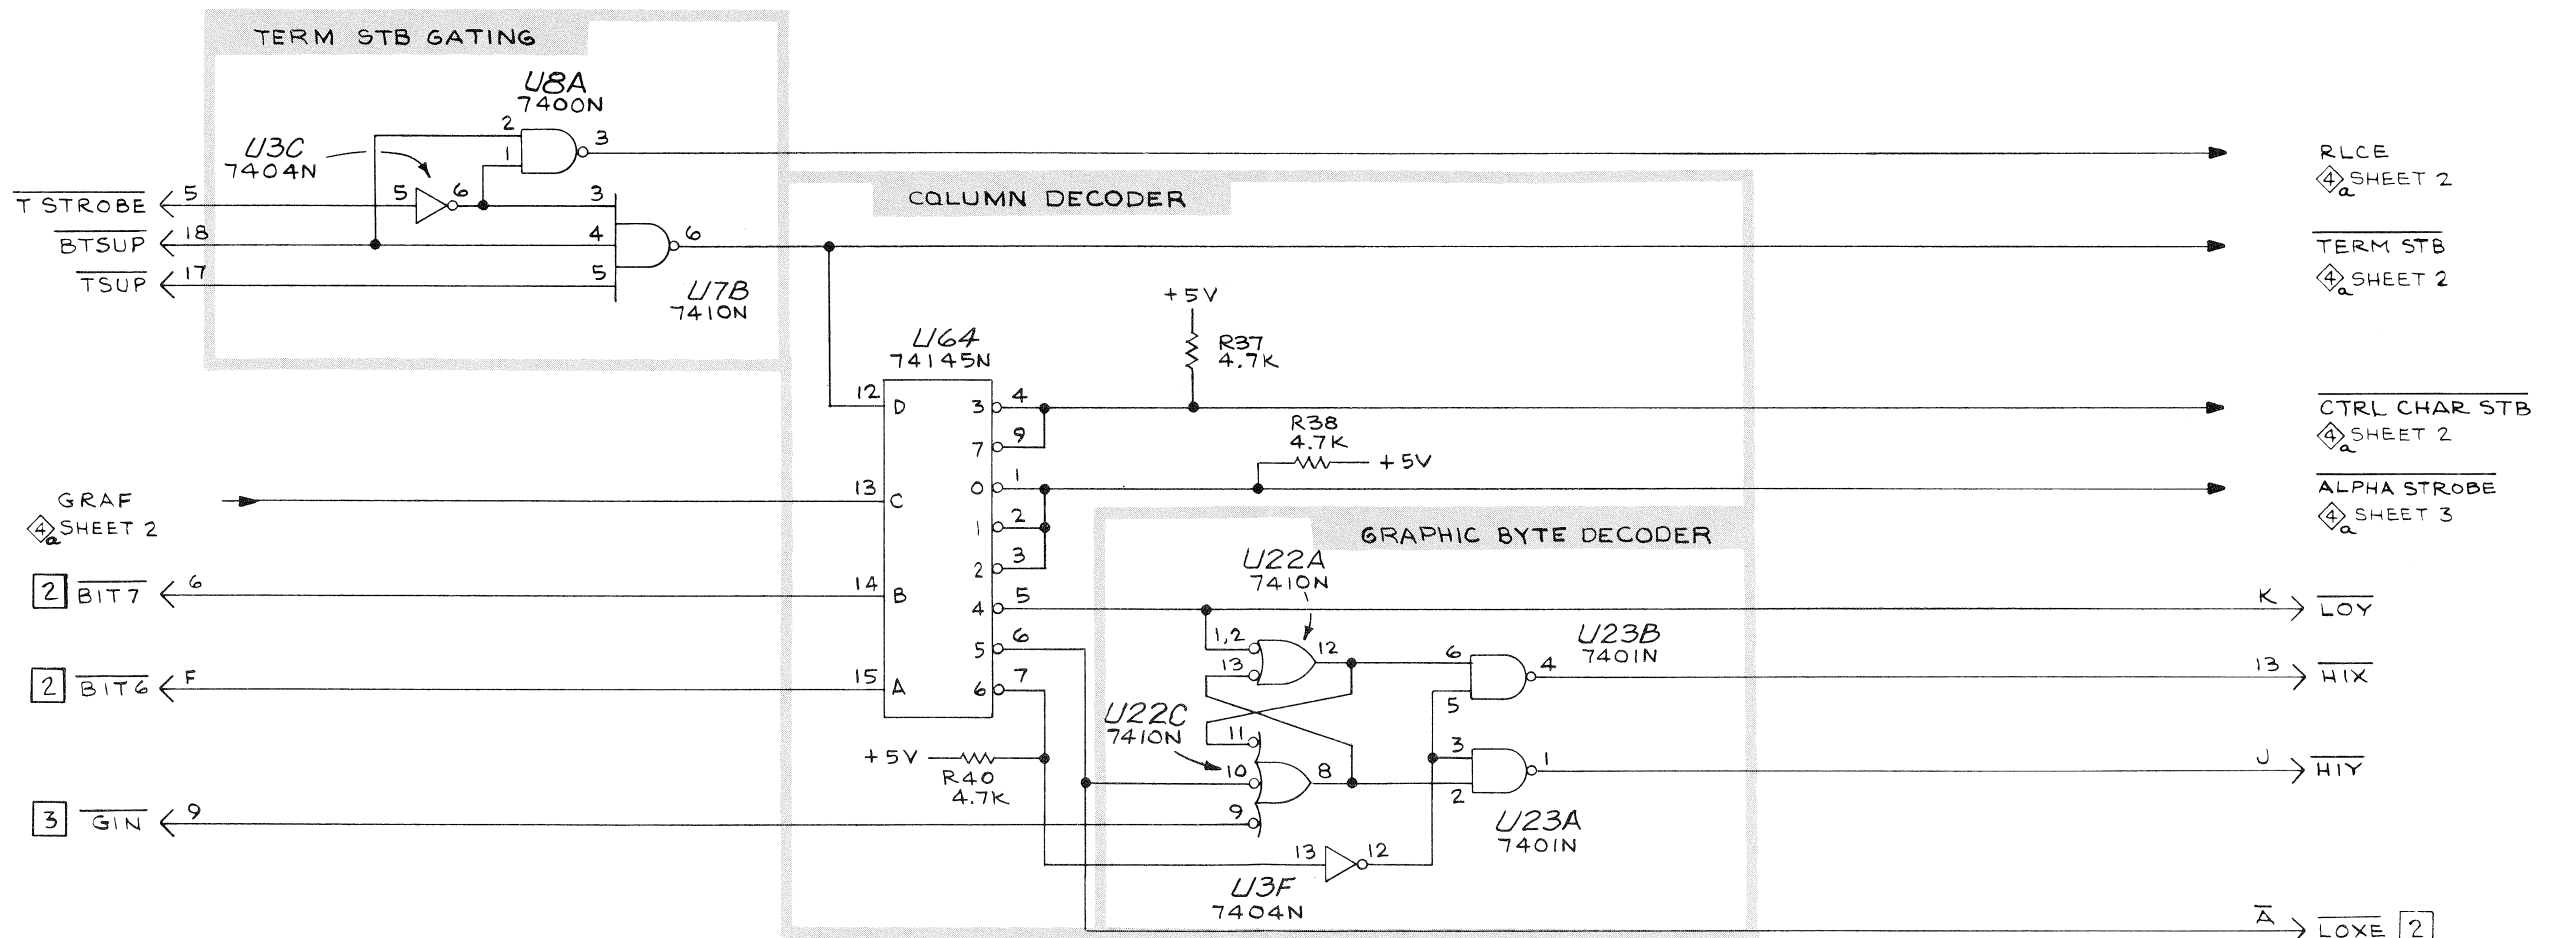 TERM STB GATING
U8A
7400N
2
3
1
U3C
7404N
T STROBE
5
5
6
3
BTSUP
18
4
6
TSUP
17
5
U7B
7410N
RLCE
4 a SHEET 2
COLUMN DECODER
TERM STB
4 a SHEET 2
+5V
R37
4.7K
U64
74145N
12
D
3
4
7
9
CTRL CHAR STB
4 a SHEET 2
R38
4.7K
+5V
GRAF
4 a SHEET 2
13
C
0
1
1
2
2
3
ALPHA STROBE
4 a SHEET 3
GRAPHIC BYTE DECODER
2 BIT7
6
14
B
4
5
K
LOY
U22A
7410N
1,2
13
12
5
6
U23B
7401N
6
4
5
13
HIX
2 BIT6
F
15
A
6
7
U22C
7410N
11
10
8
9
3
2
1
J
HIY
U23A
7401N
+5V
R40
4.7K
3 GIN
9
13
12
U3F
7404N
A
LOXE 2